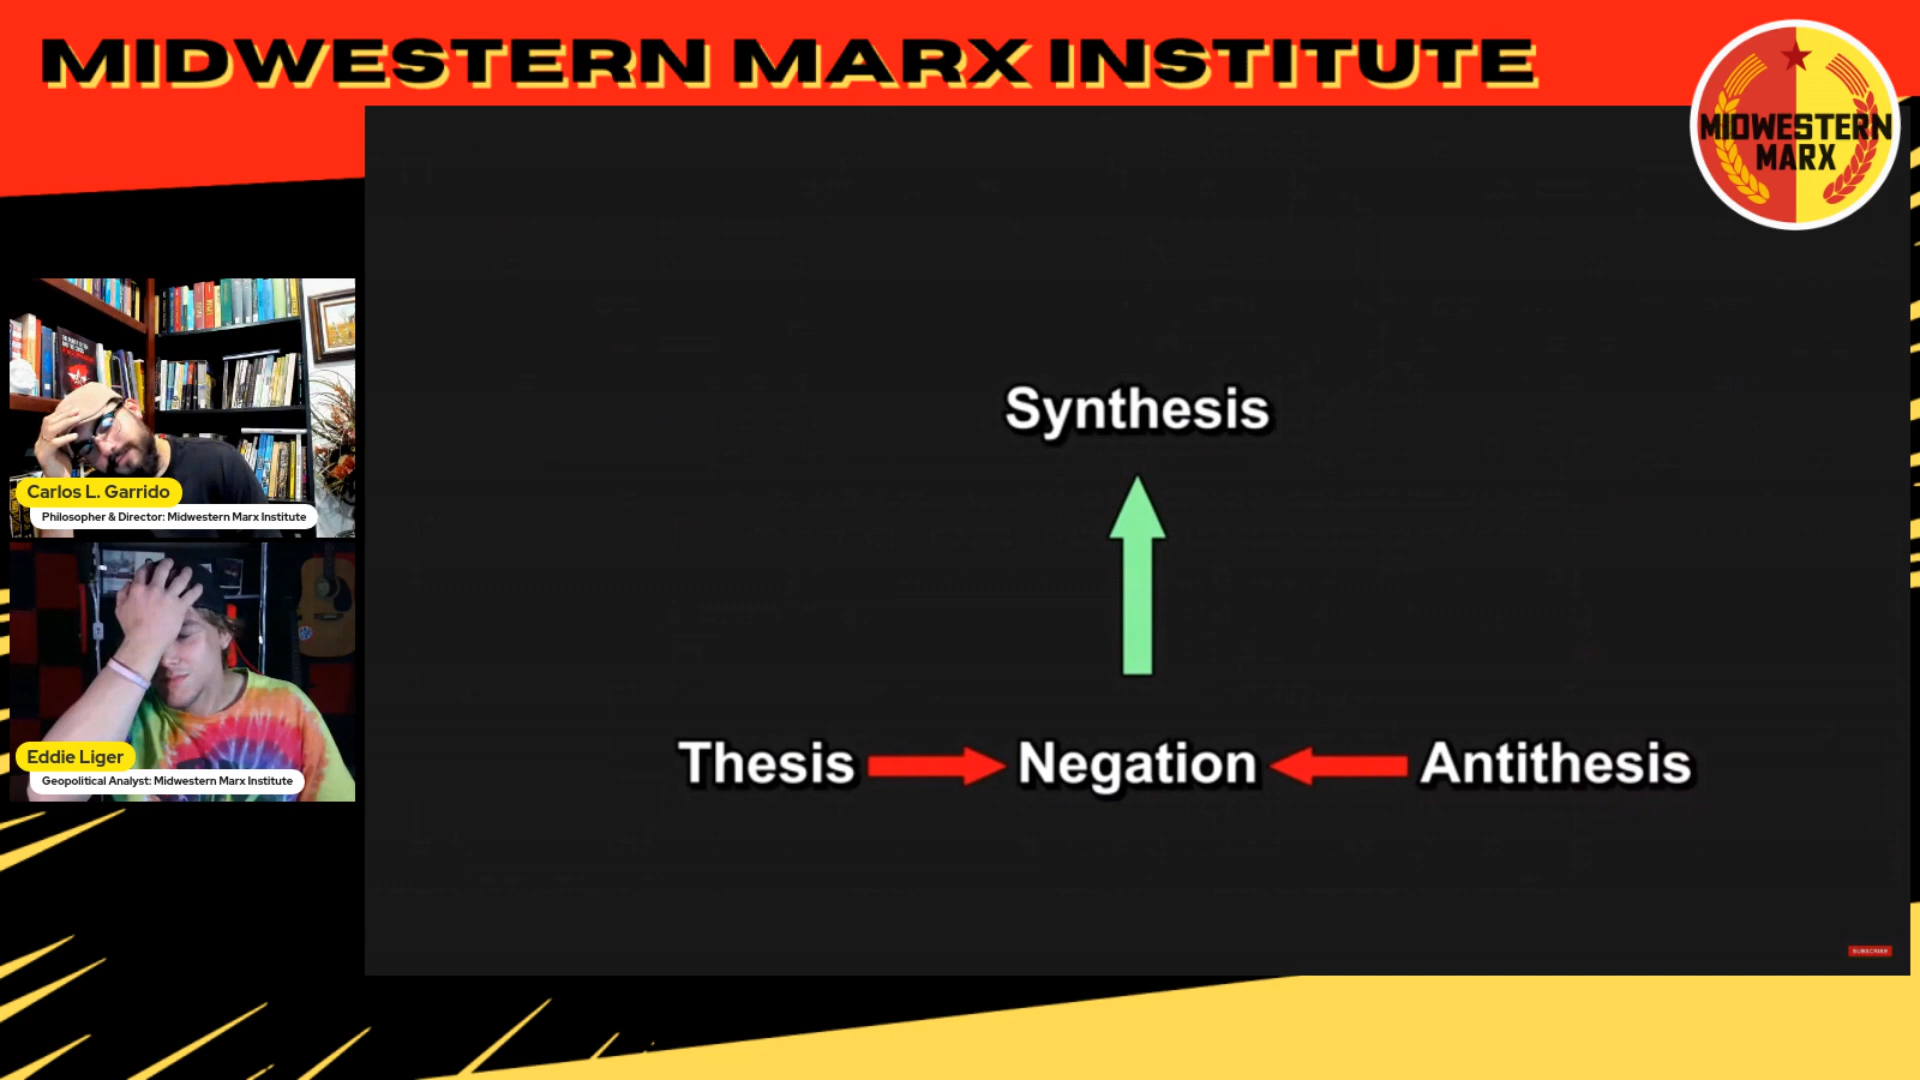 MIDWESTERN MARX INSTITUTE
MIDWESTERN
MARX
Synthesis
Thesis
Negation
Antithesis
Carlos L. Garrido
Philosopher & Director: Midwestern Marx Institute
Eddie Liger
Geopolitical Analyst: Midwestern Marx Institute
SUBSCRIBE